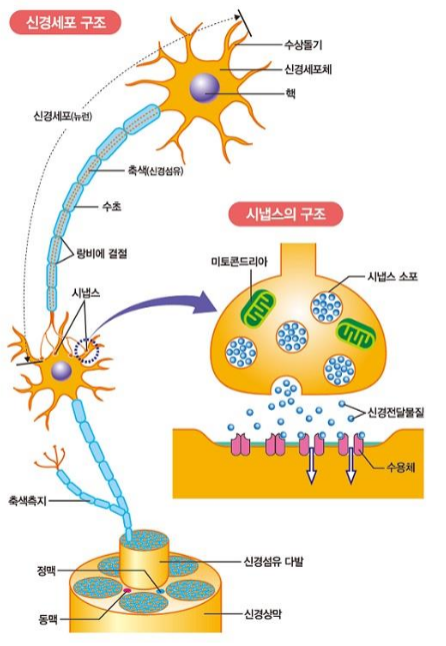 신경세포 구조
수상돌기
신경세포체
핵
신경세포(뉴런)
축색(신경섬유)
수초
랑비에 결절
시냅스
시냅스의 구조
미토콘드리아
시냅스 소포
신경전달물질
수용체
축색측지
정맥
신경섬유 다발
동맥
신경상막